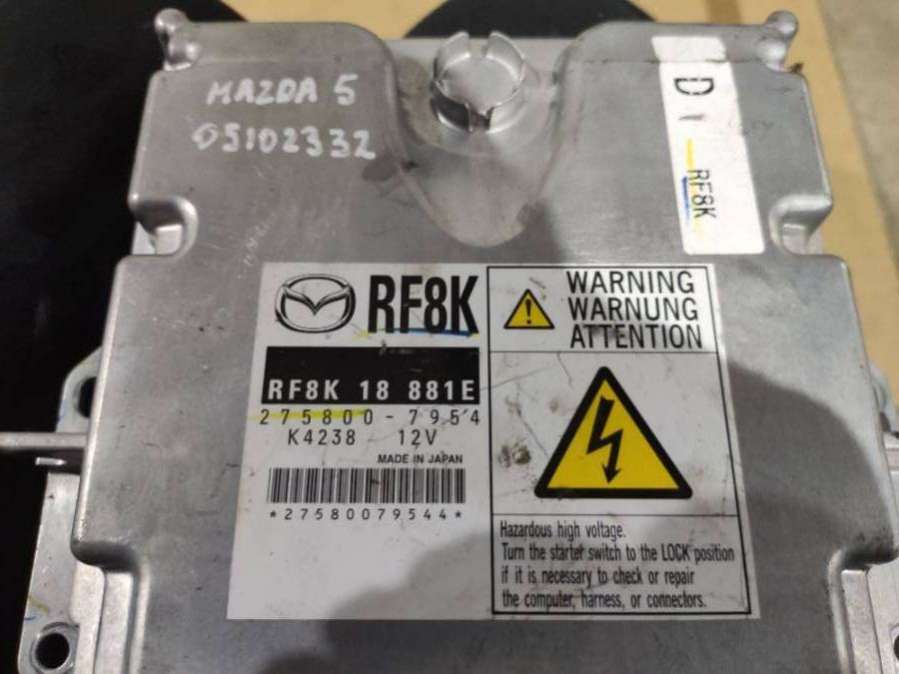 MAZDA 5
05102332
D 1
RF8K
RF8K
RF8K 18 881E
275800-7954
K4238 12V
MADE IN JAPAN
*27580079544*
WARNING
WARNUNG
ATTENTION
Hazardous high voltage.
Turn the starter switch to the LOCK position
if it is necessary to check or repair
the computer, harness, or connectors.